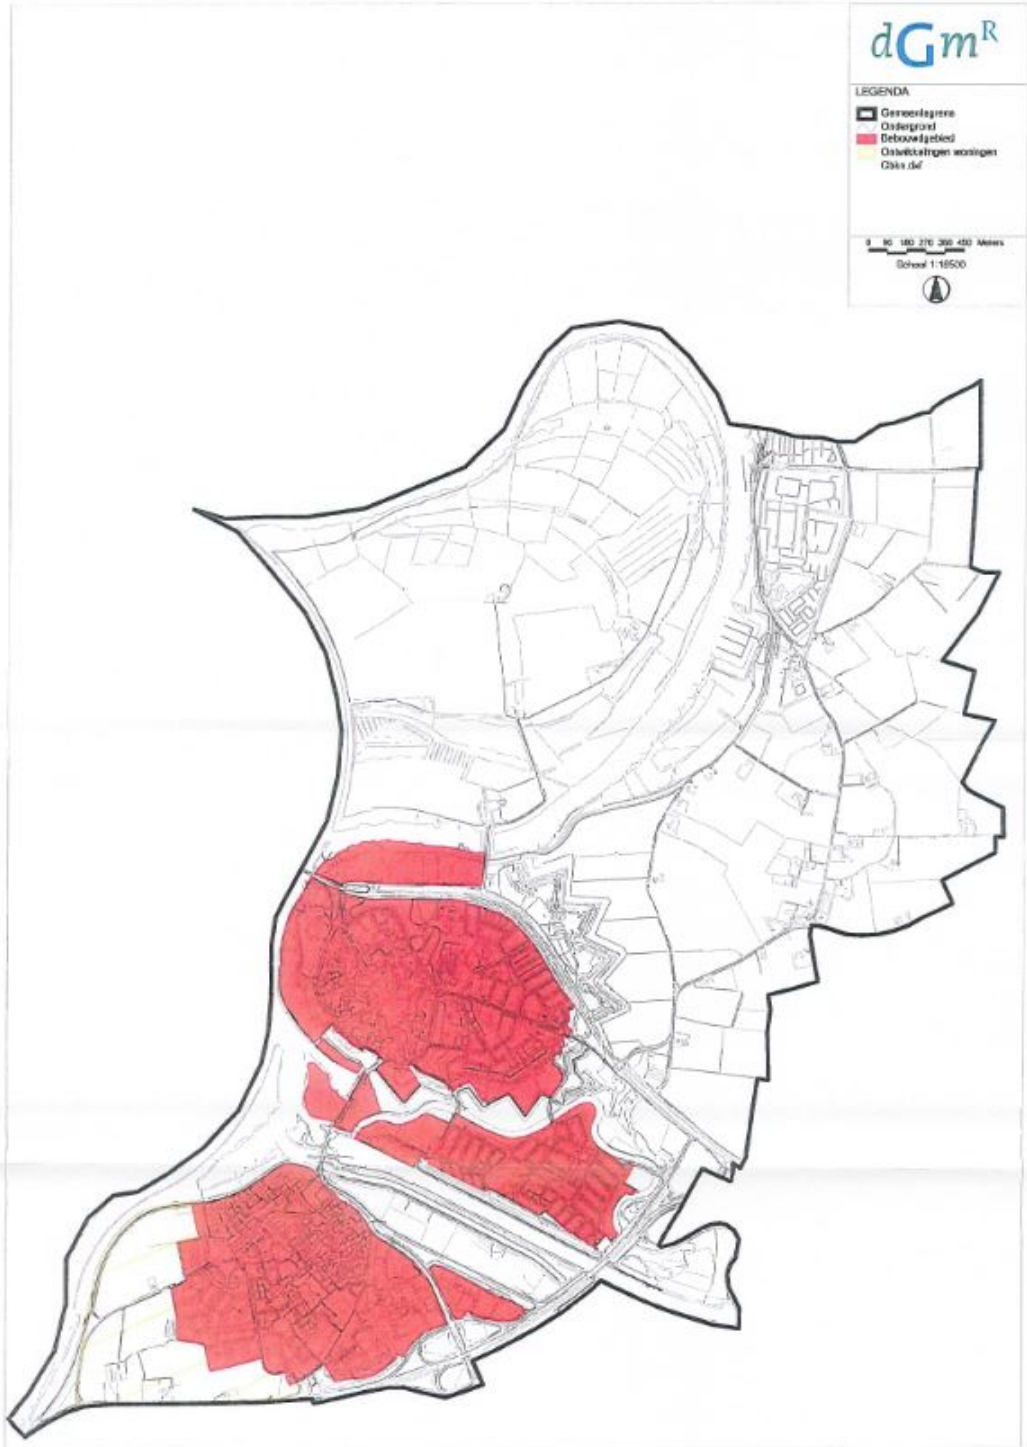 dGmR
LEGENDA
Gemeentegrens
Ondergrond
Bebouwdgebied
Ontwikkelingen woningen
0 90 180 270 360 450 Meters
Schaal 1:18500